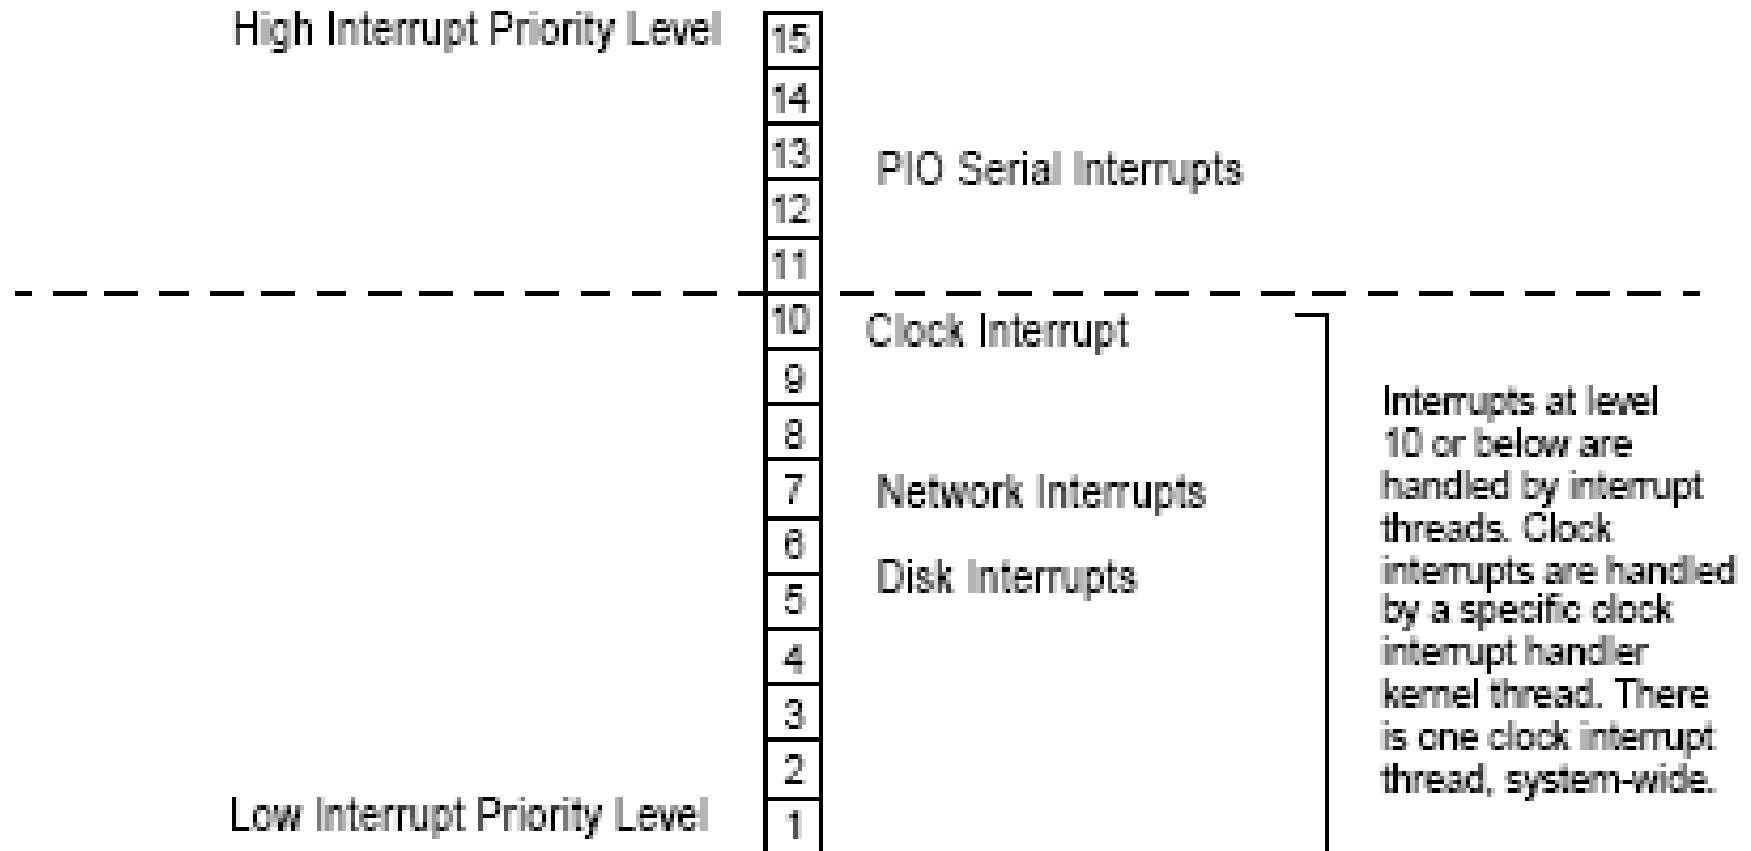 High Interrupt Priority Level
15
14
13
PIO Serial Interrupts
12
11
10
Clock Interrupt
9
8
7
Network Interrupts
6
Disk Interrupts
5
4
3
2
Low Interrupt Priority Level
1
Interrupts at level
10 or below are
handled by interrupt
threads. Clock
interrupts are handled
by a specific clock
interrupt handler
kernel thread. There
is one clock interrupt
thread, system-wide.